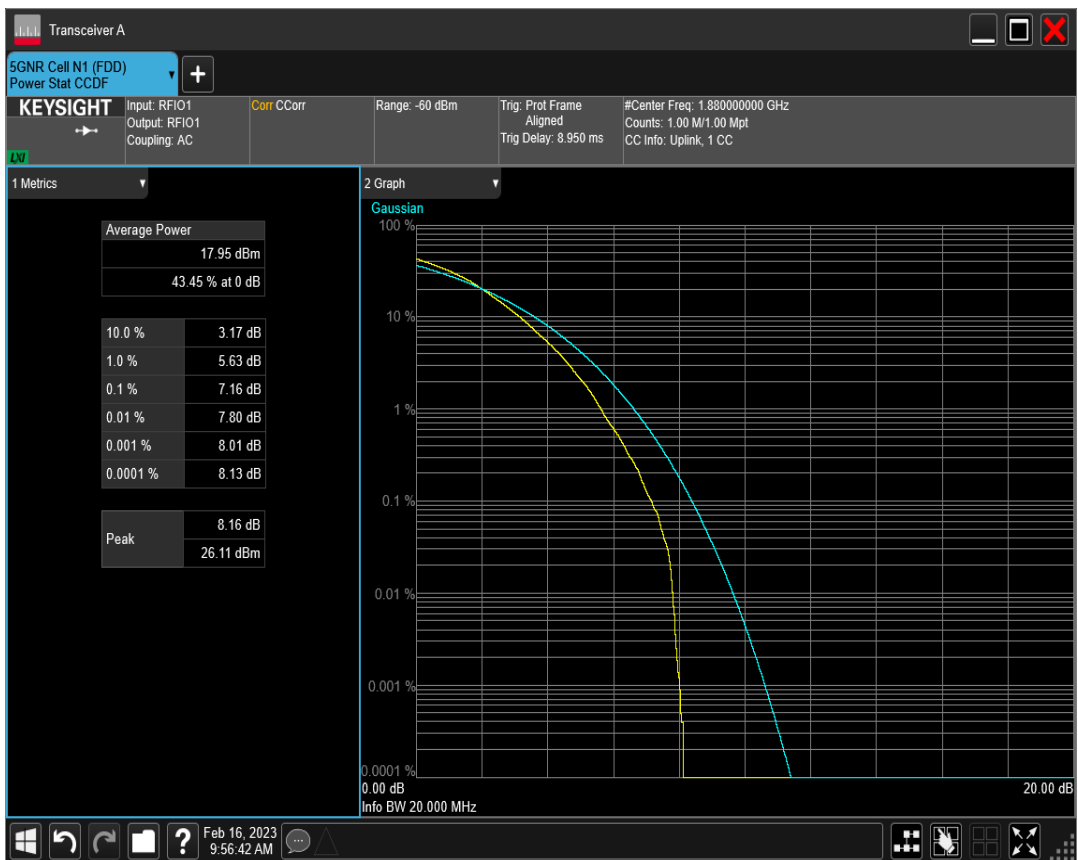 Transceiver A
5GNR Cell N1 (FDD)
Power Stat CCDF
+
KEYSIGHT
LXI
Input: RFIO1
Output: RFIO1
Coupling: AC
Corr CCorr
Range: -60 dBm
Trig: Prot Frame
Aligned
Trig Delay: 8.950 ms
#Center Freq: 1.880000000 GHz
Counts: 1.00 M/1.00 Mpt
CC Info: Uplink, 1 CC
1 Metrics
Average Power
17.95 dBm
43.45 % at 0 dB
10.0 % 3.17 dB
1.0 % 5.63 dB
0.1 % 7.16 dB
0.01 % 7.80 dB
0.001 % 8.01 dB
0.0001 % 8.13 dB
Peak
8.16 dB
26.11 dBm
2 Graph
Gaussian
100 %
10 %
1 %
0.1 %
0.01 %
0.001 %
0.0001 %
0.00 dB 20.00 dB
Info BW 20.000 MHz
?
Feb 16, 2023
9:56:42 AM